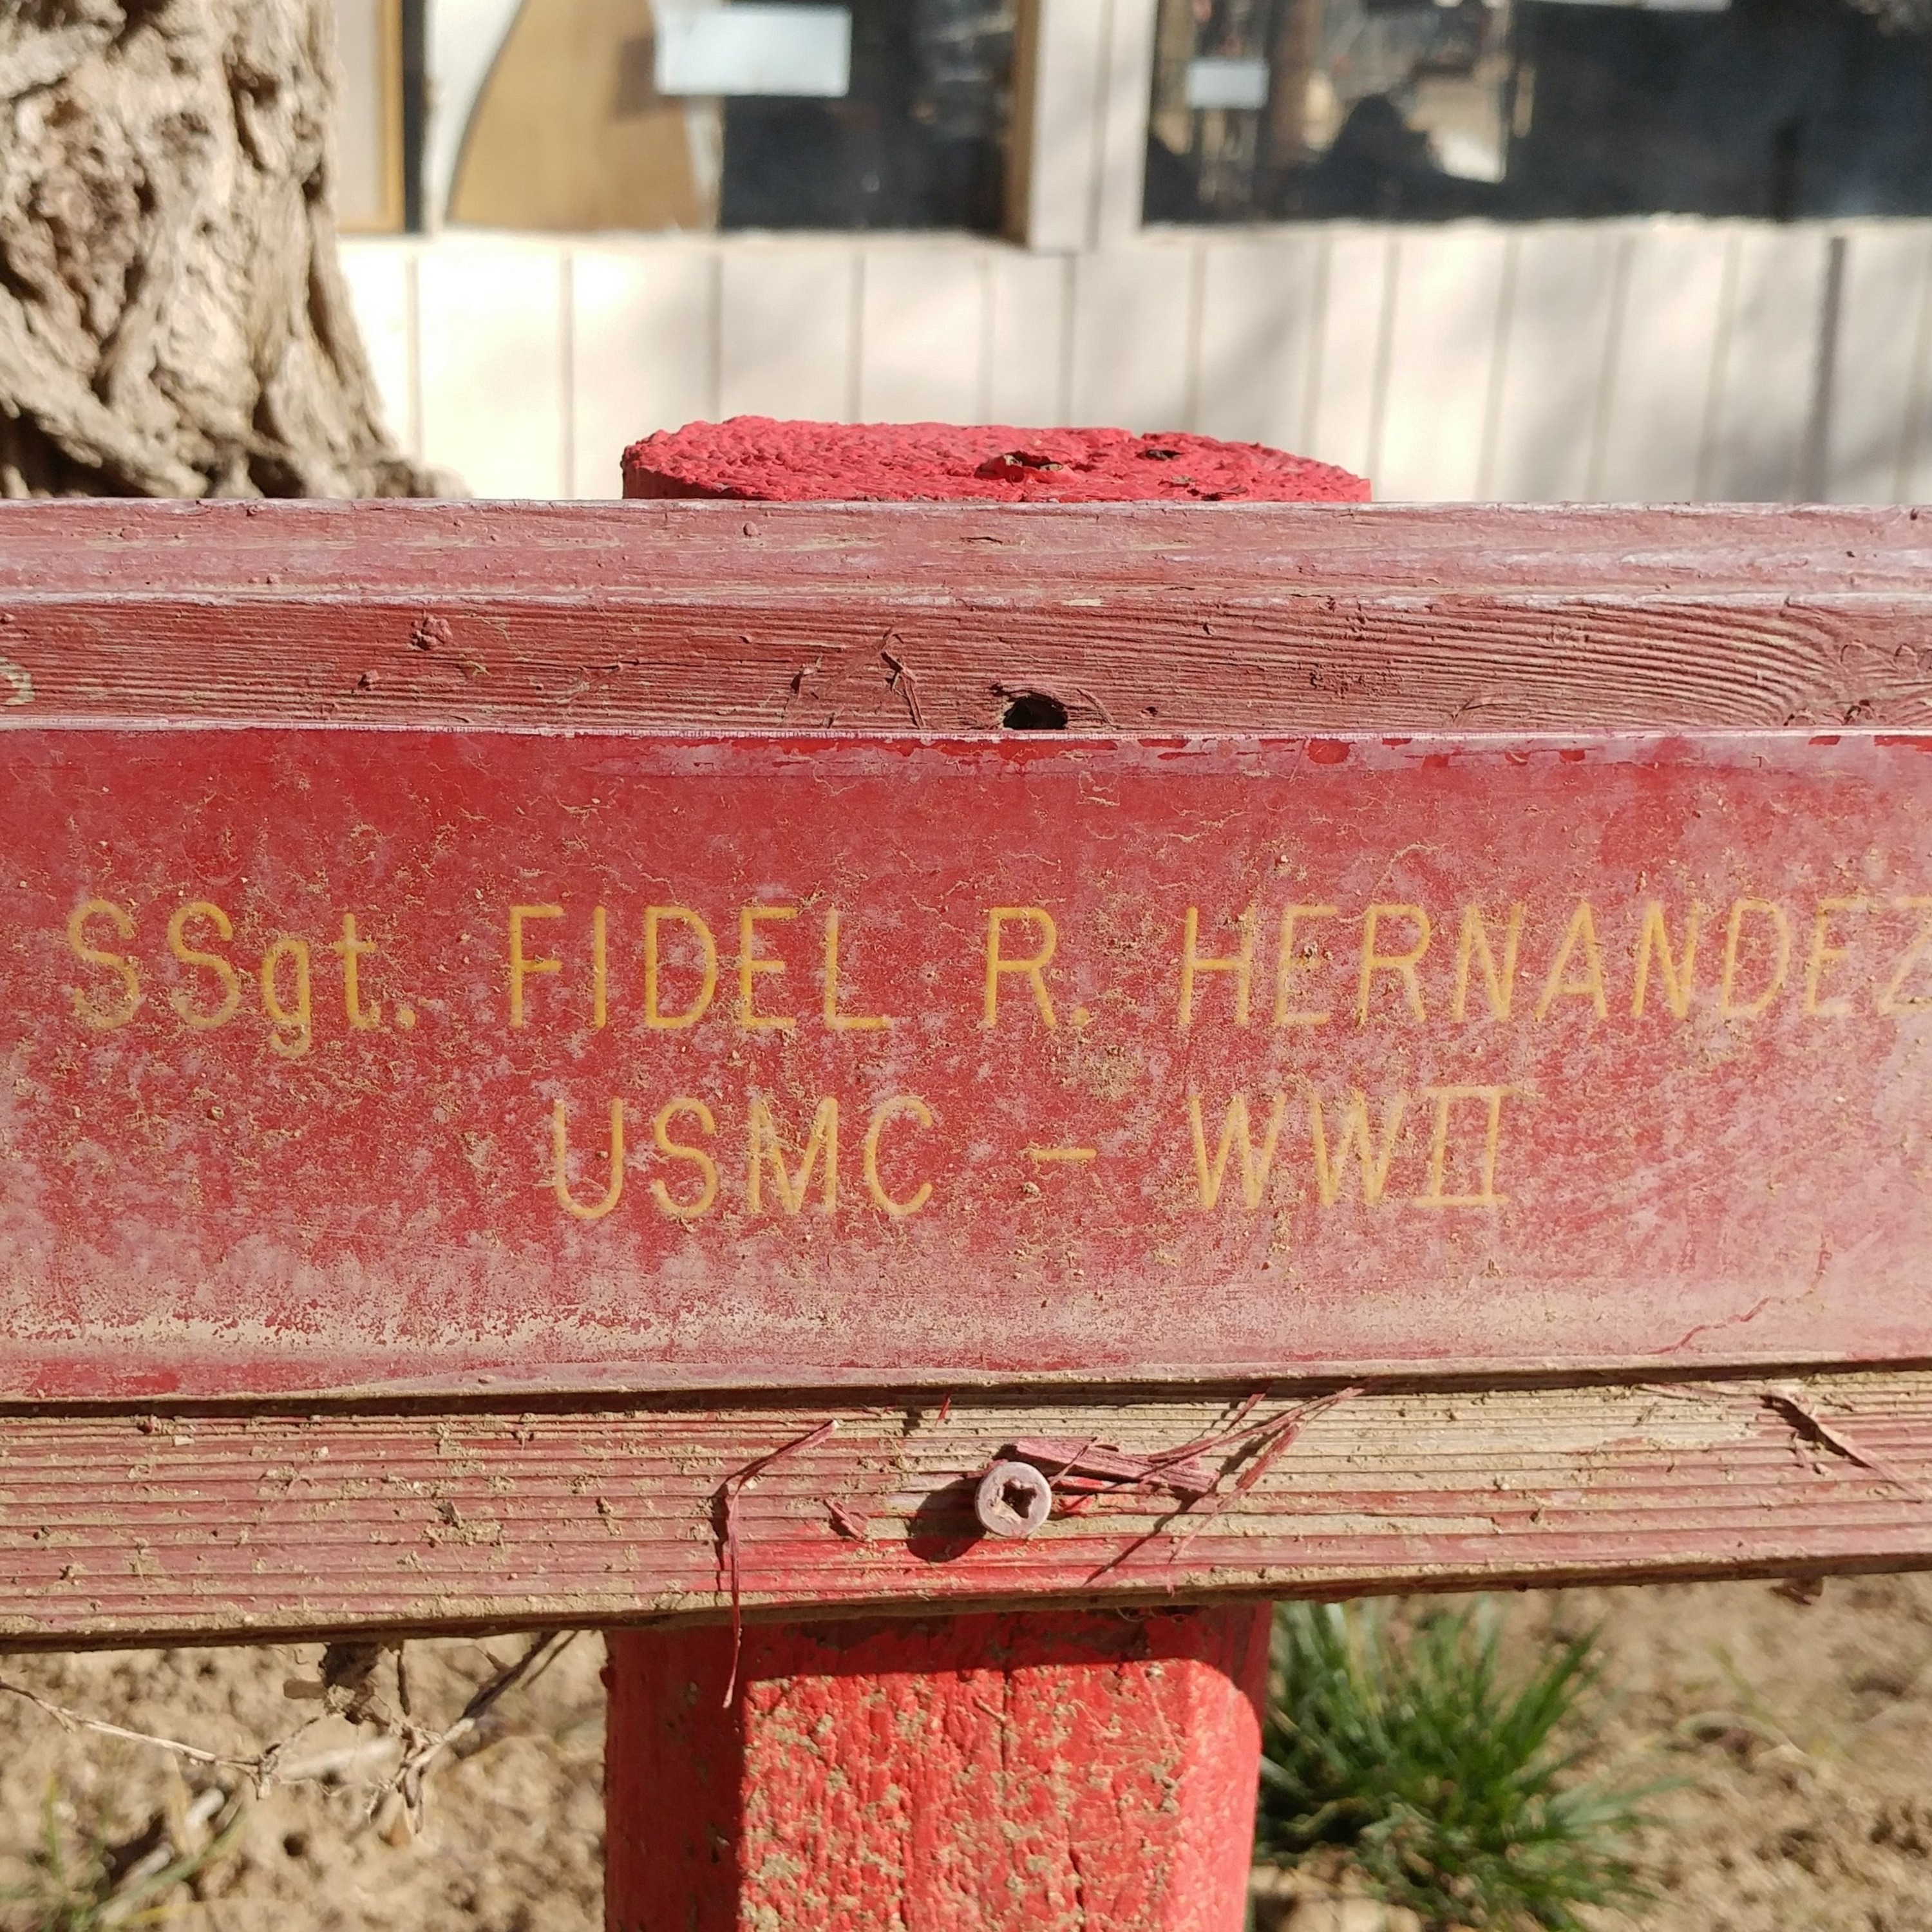 SSgt. FIDEL R. HERNANDEZ
USMC - WWII